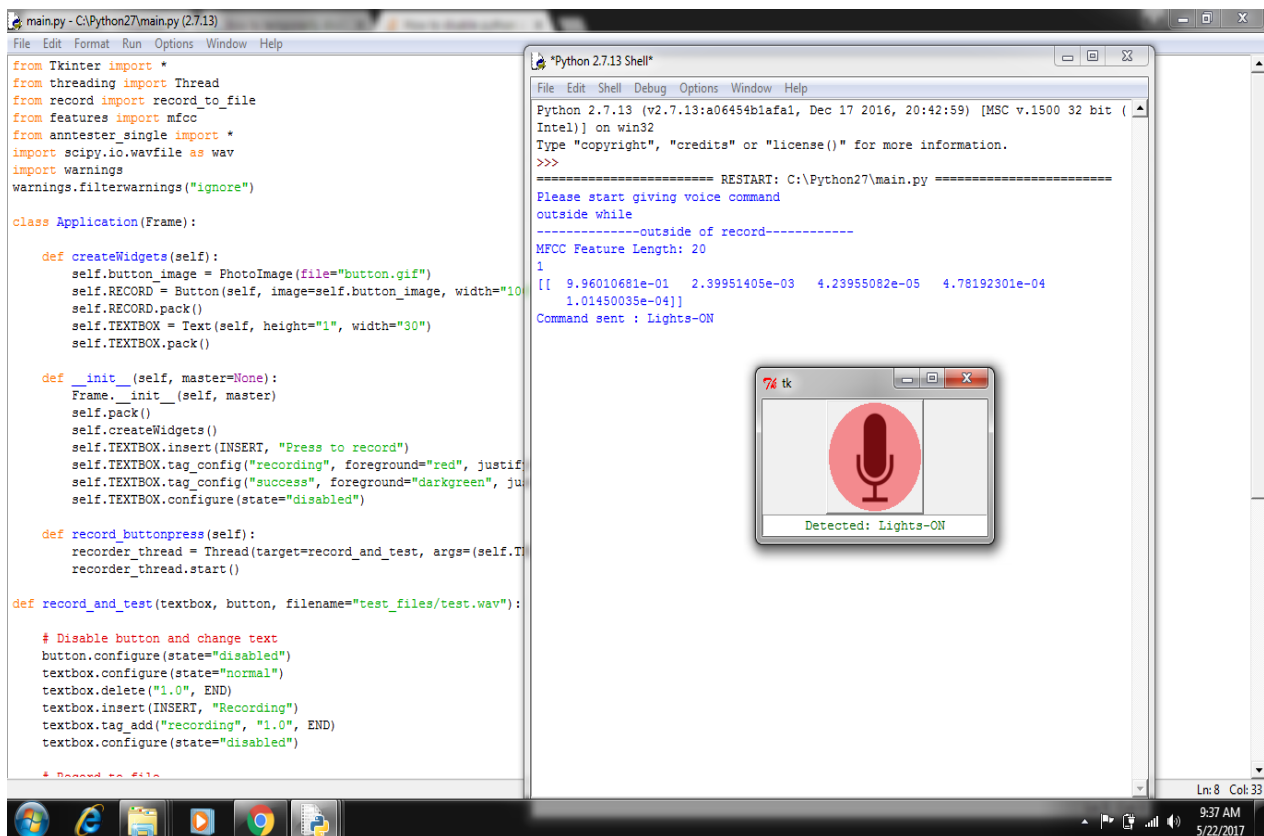 main.py - C:\Python27\main.py (2.7.13)
File Edit Format Run Options Window Help
from Tkinter import *
from threading import Thread
from record import record_to_file
from features import mfcc
from anntester_single import *
import scipy.io.wavfile as wav
import warnings
warnings.filterwarnings("ignore")
class Application(Frame):
def createWidgets(self):
self.button_image = PhotoImage(file="button.gif")
self.RECORD = Button(self, image=self.button_image, width="10
self.RECORD.pack()
self.TEXTBOX = Text(self, height="1", width="30")
self.TEXTBOX.pack()
def __init__(self, master=None):
Frame.__init__(self, master)
self.pack()
self.createWidgets()
self.TEXTBOX.insert(INSERT, "Press to record")
self.TEXTBOX.tag_config("recording", foreground="red", justif
self.TEXTBOX.tag_config("success", foreground="darkgreen", ju
self.TEXTBOX.configure(state="disabled")
def record_buttonpress(self):
recorder_thread = Thread(target=record_and_test, args=(self.T
recorder_thread.start()
def record_and_test(textbox, button, filename="test_files/test.wav"):
# Disable button and change text
button.configure(state="disabled")
textbox.configure(state="normal")
textbox.delete("1.0", END)
textbox.insert(INSERT, "Recording")
textbox.tag_add("recording", "1.0", END)
textbox.configure(state="disabled")
# Record to file
*Python 2.7.13 Shell*
File Edit Shell Debug Options Window Help
Python 2.7.13 (v2.7.13:a06454b1afa1, Dec 17 2016, 20:42:59) [MSC v.1500 32 bit (
Intel)] on win32
Type "copyright", "credits" or "license()" for more information.
>>>
======================== RESTART: C:\Python27\main.py ========================
Please start giving voice command
outside while
--------------outside of record------------
MFCC Feature Length: 20
1
[[ 9.96010681e-01 2.39951405e-03 4.23955082e-05 4.78192301e-04
1.01450035e-04]]
Command sent : Lights-ON
tk
Detected: Lights-ON
Ln: 8 Col: 33
9:37 AM
5/22/2017